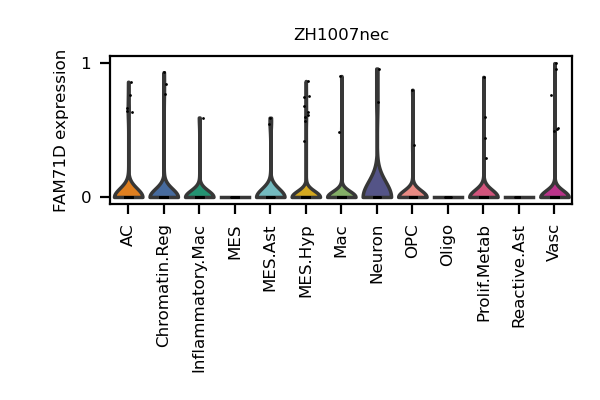 ZH1007nec
FAM71D expression
1
0
AC
Chromatin.Reg
Inflammatory.Mac
MES
MES.Ast
MES.Hyp
Mac
Neuron
OPC
Oligo
Prolif.Metab
Reactive.Ast
Vasc